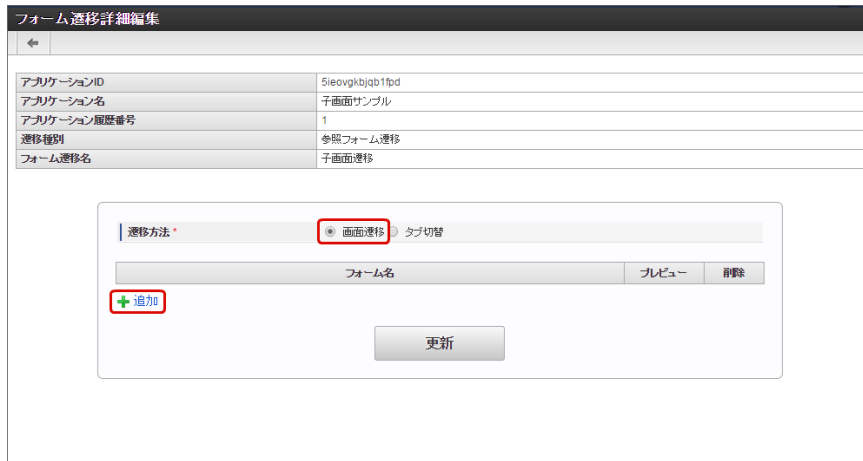 フォーム遷移詳細編集
アプリケーションID 5ieovgkbjqb1fpd
アプリケーション名 子画面サンプル
アプリケーション履歴番号 1
遷移種別 参照フォーム遷移
フォーム遷移名 子画面遷移
遷移方法 * 画面遷移 タブ切替
フォーム名 プレビュー 削除
追加
更新